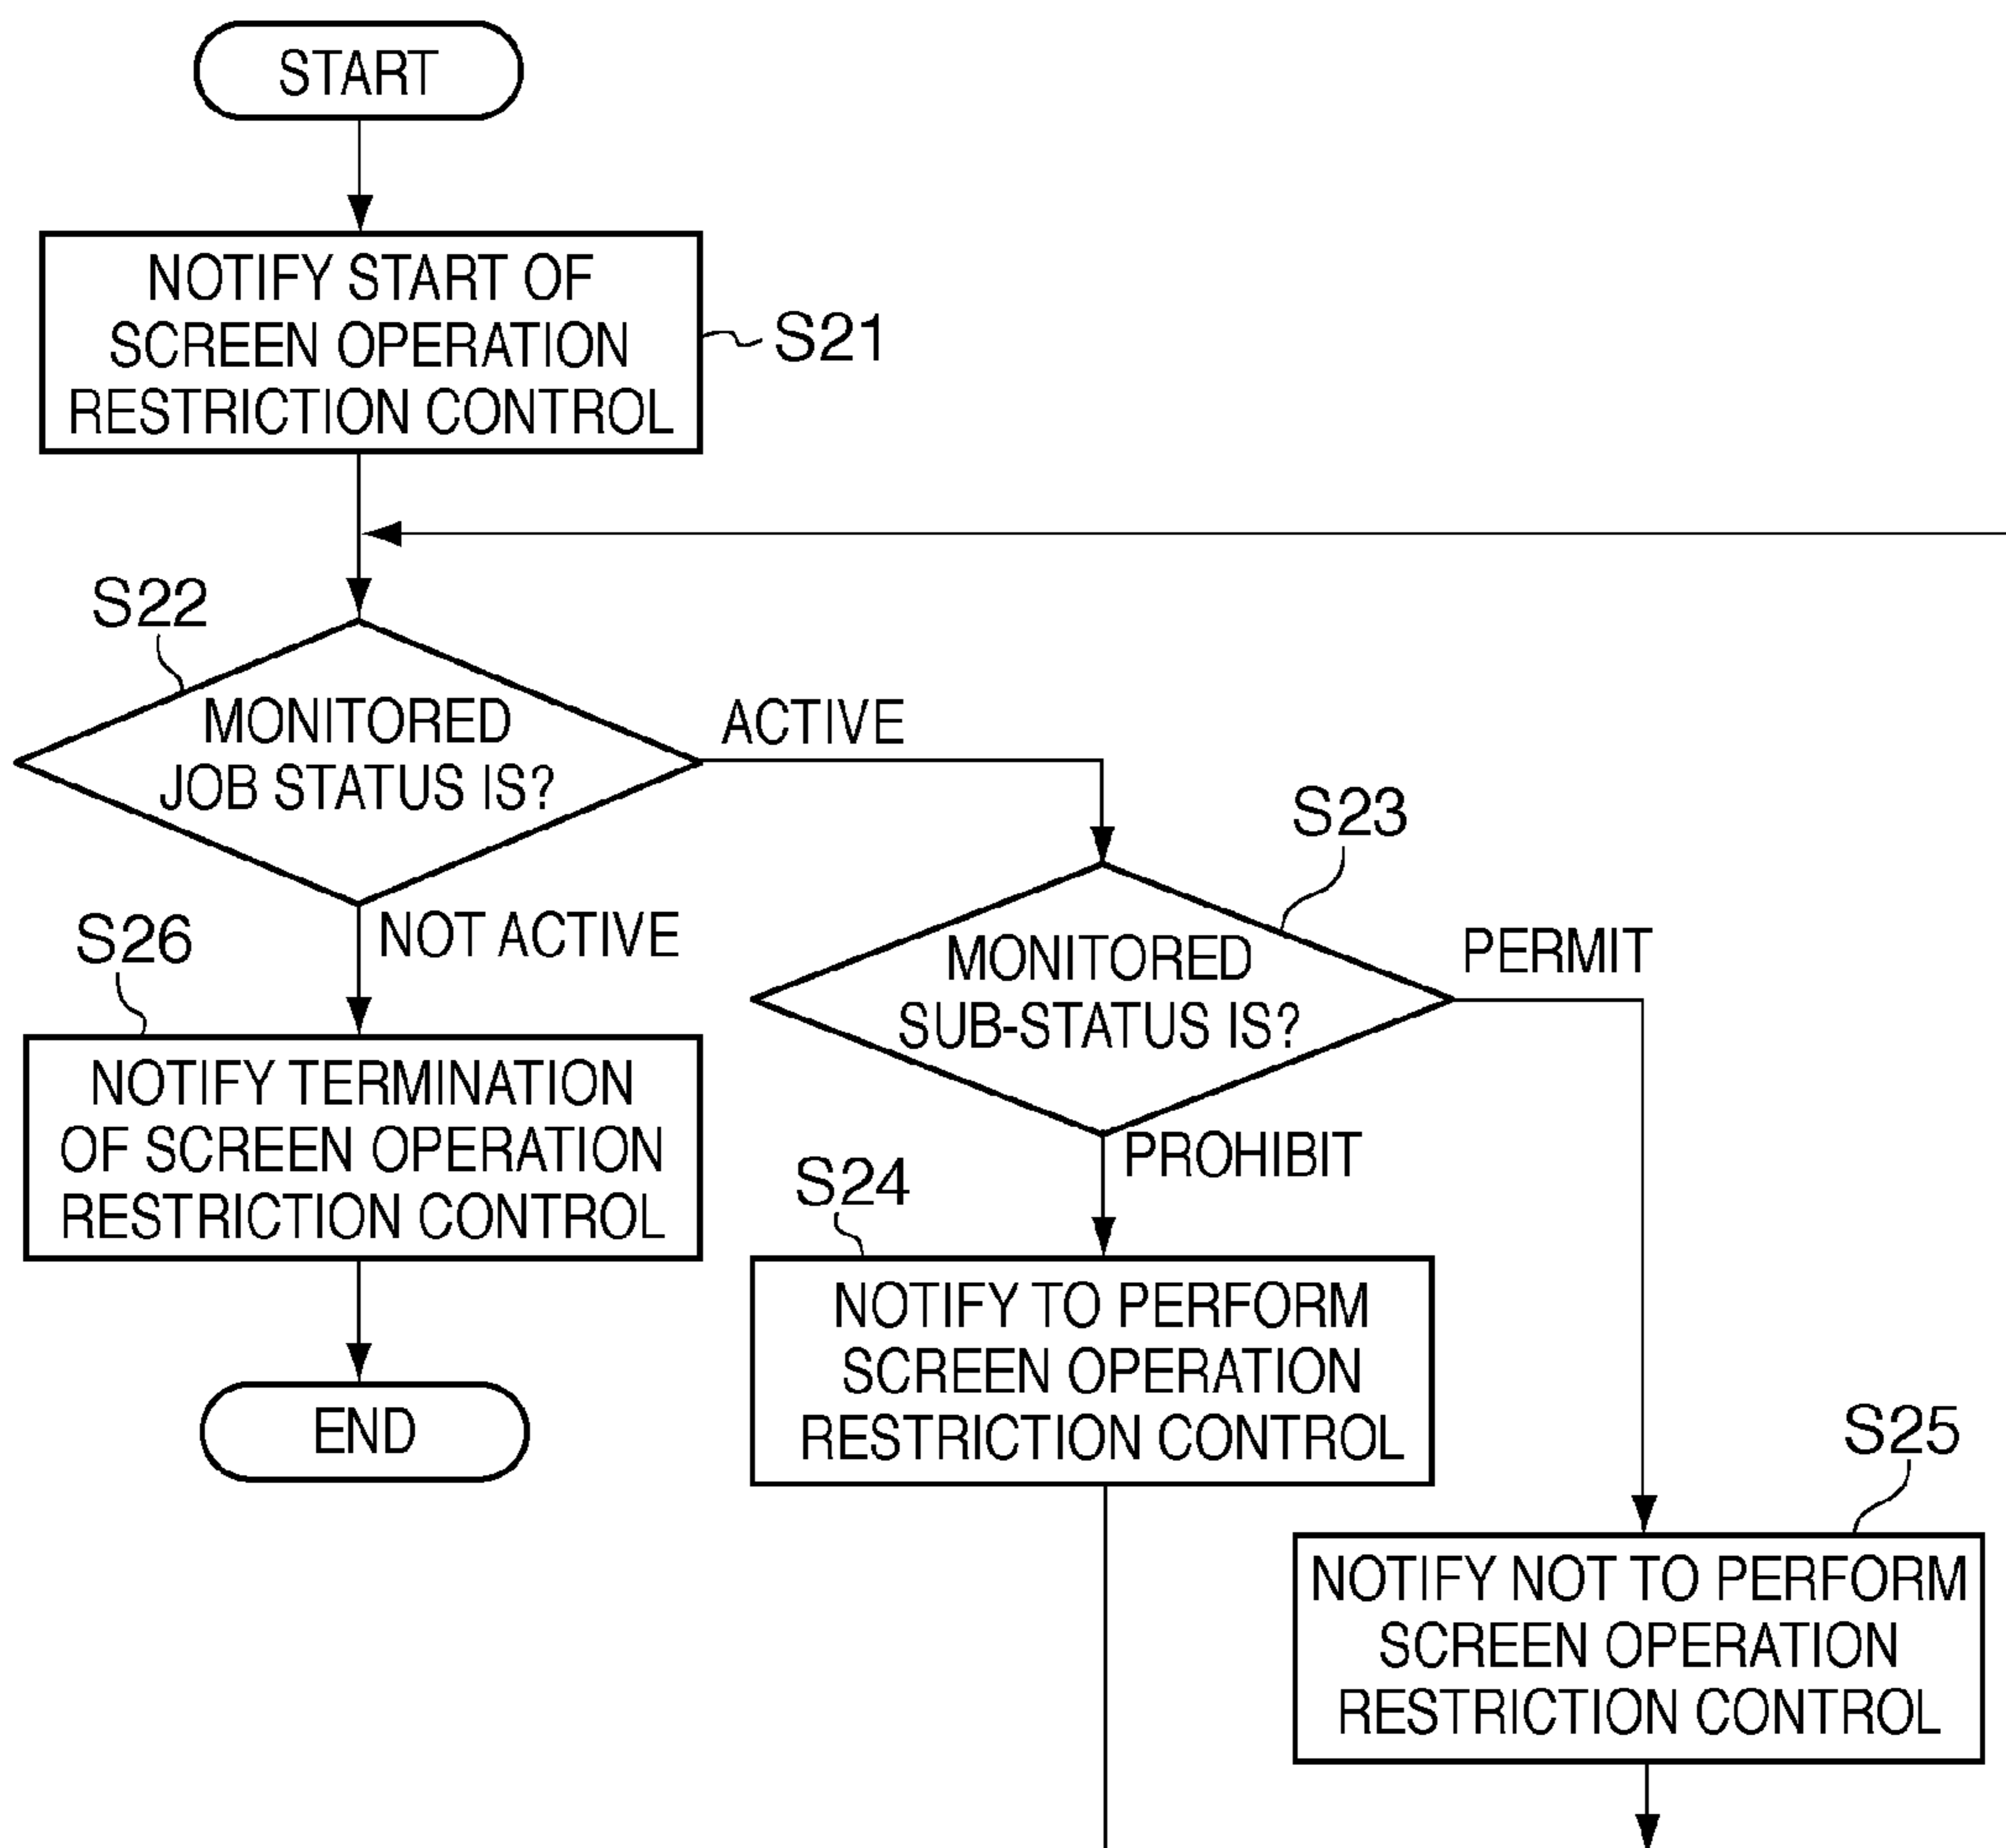 START
NOTIFY START OF
SCREEN OPERATION
RESTRICTION CONTROL
S21
S22
MONITORED
JOB STATUS IS?
ACTIVE
NOT ACTIVE
S23
MONITORED
SUB-STATUS IS?
PERMIT
PROHIBIT
S26
NOTIFY TERMINATION
OF SCREEN OPERATION
RESTRICTION CONTROL
END
S24
NOTIFY TO PERFORM
SCREEN OPERATION
RESTRICTION CONTROL
S25
NOTIFY NOT TO PERFORM
SCREEN OPERATION
RESTRICTION CONTROL